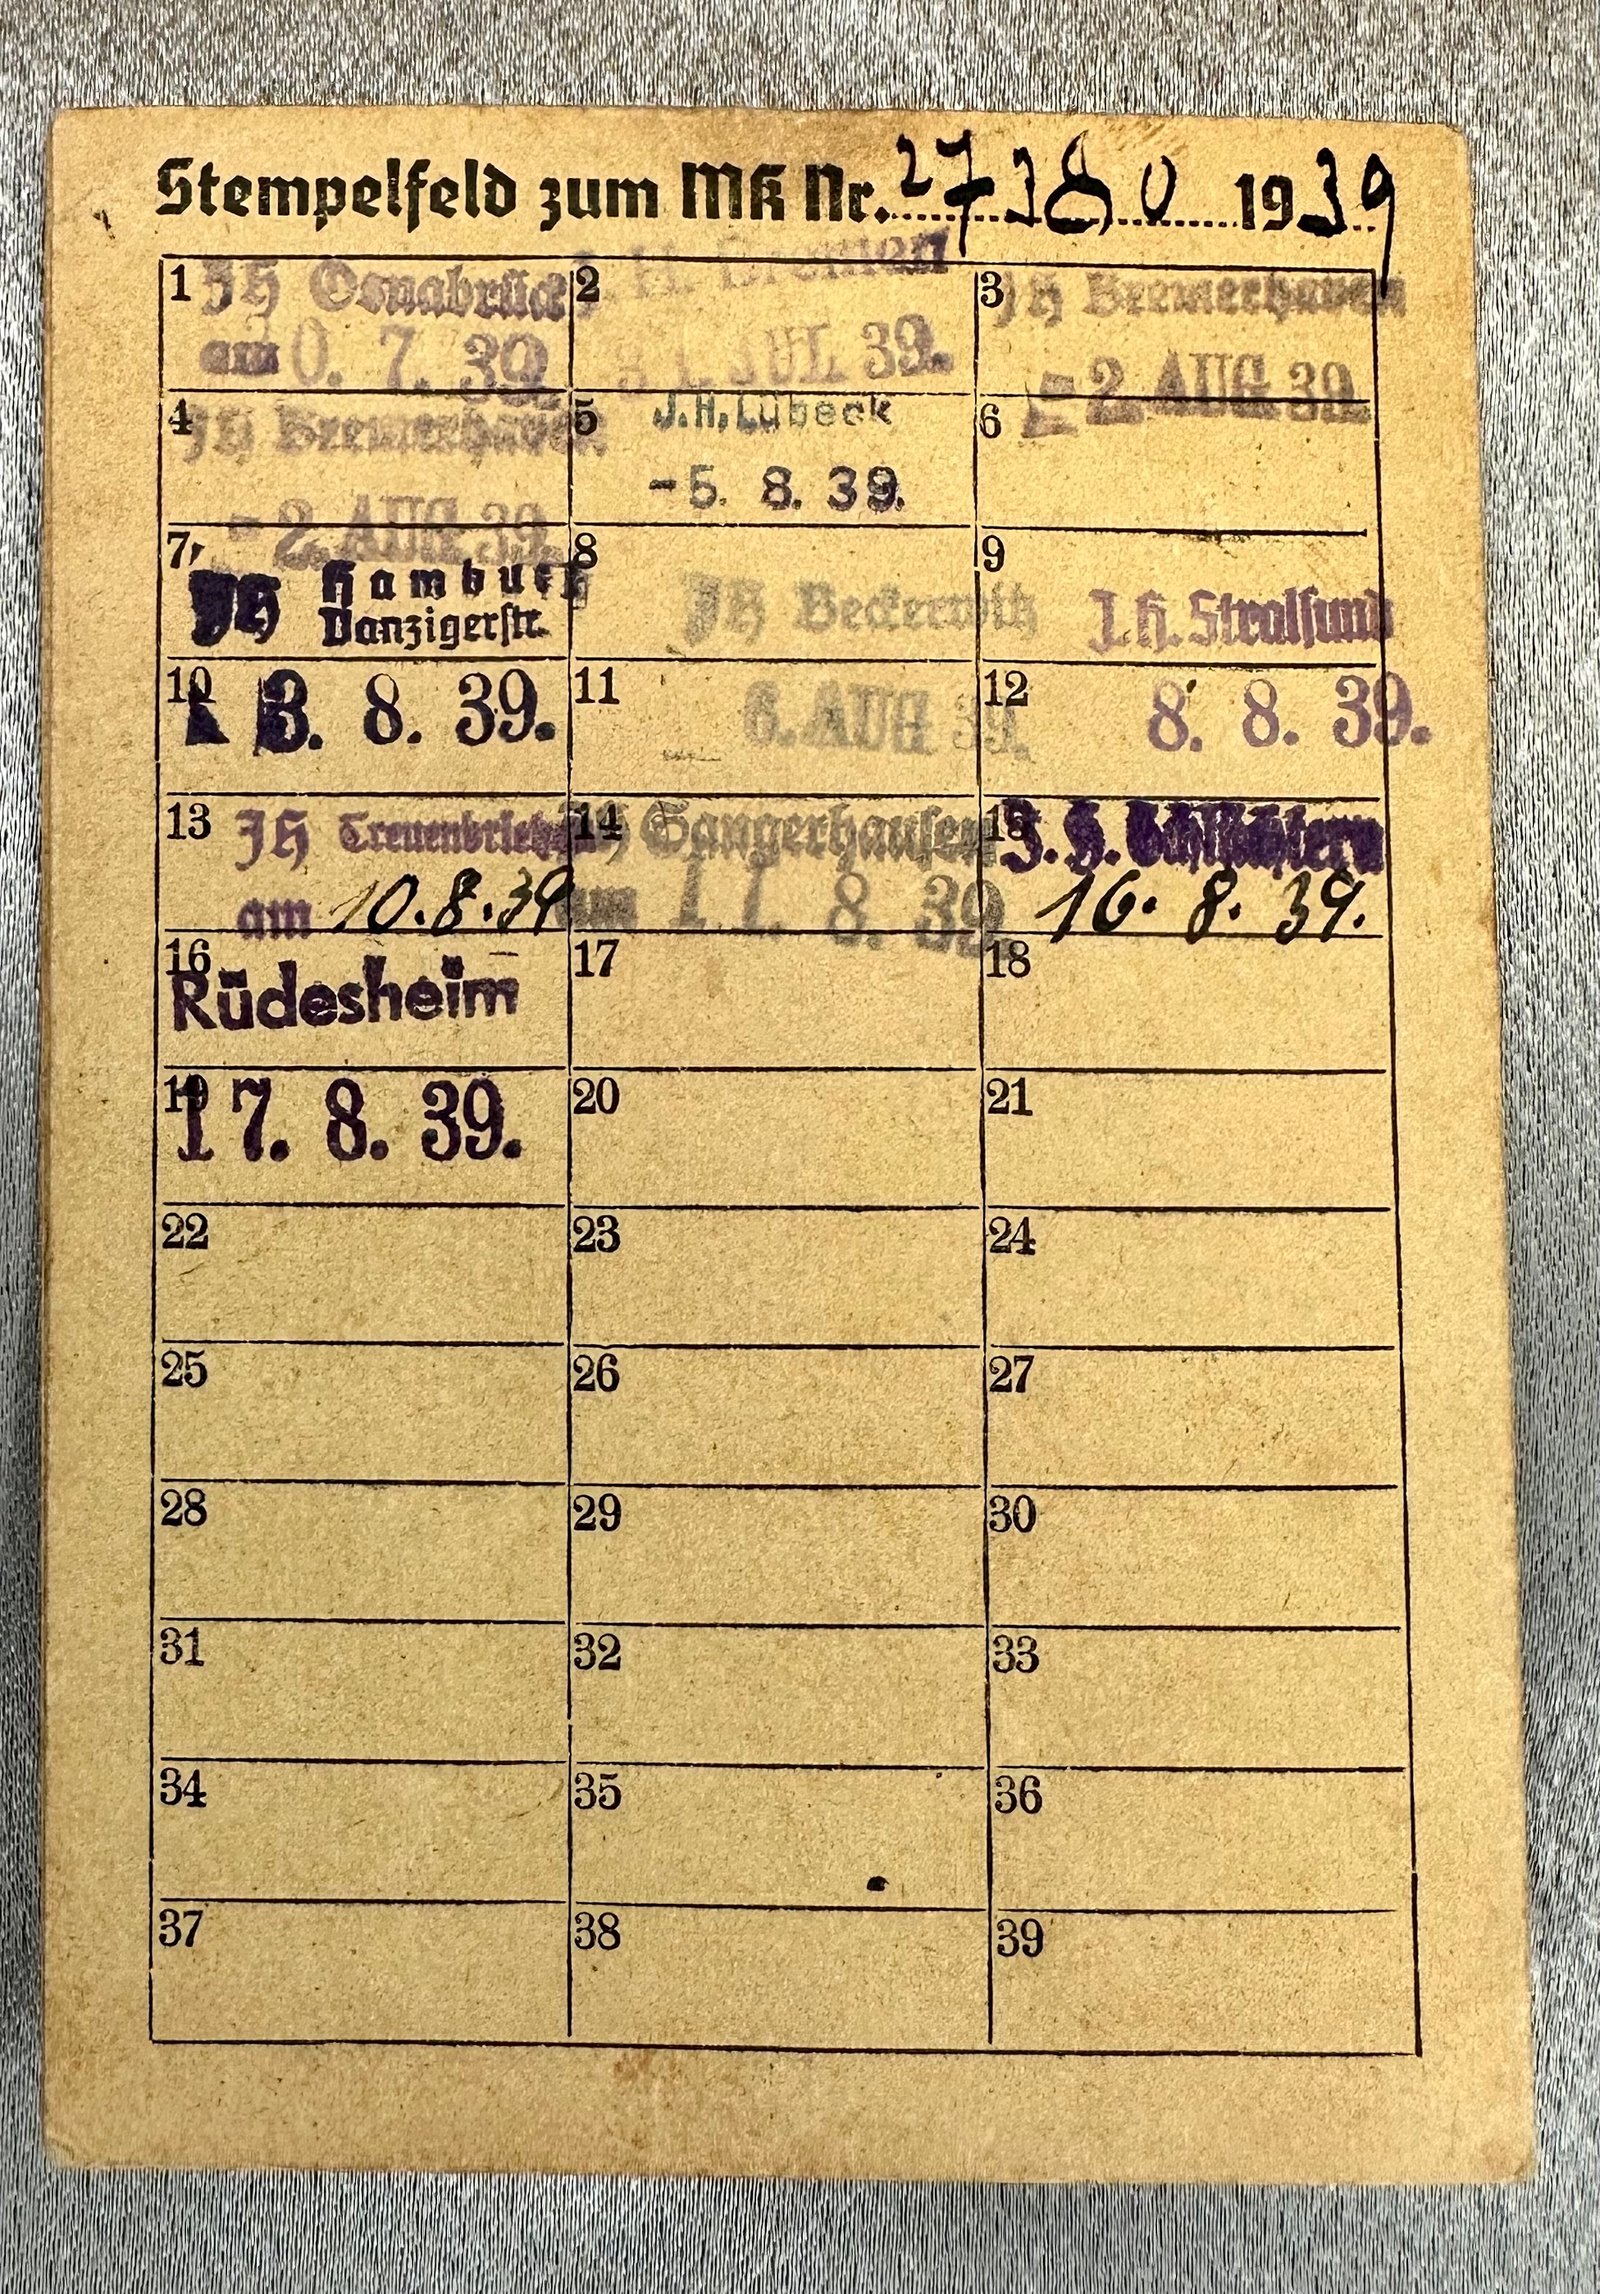 Stempelfeld zum MK Nr. 27380 1939
1 JH Osnabrück
am 0. 7. 39
2 J. H. Bremen
31. JUL 39.
3 JH Bremerhaven
- 2. AUG 39.
4 JH Bremerhaven
- 2. AUG 39.
5 J.H. Lübeck
-5. 8. 39.
6
7 JH Hamburg
Danzigerstr.
8 JH Beckerwitz
9 J.H. Stralsund
10 3. 8. 39.
11 6. AUG 39.
12 8. 8. 39.
13 JH
am 10.8.39
14 JH Sangerhausen
am 11. 8. 39
15 J. H. Schlüchtern
16. 8. 39.
16 Rüdesheim
17
18
19 17. 8. 39.
20
21
22
23
24
25
26
27
28
29
30
31
32
33
34
35
36
37
38
39